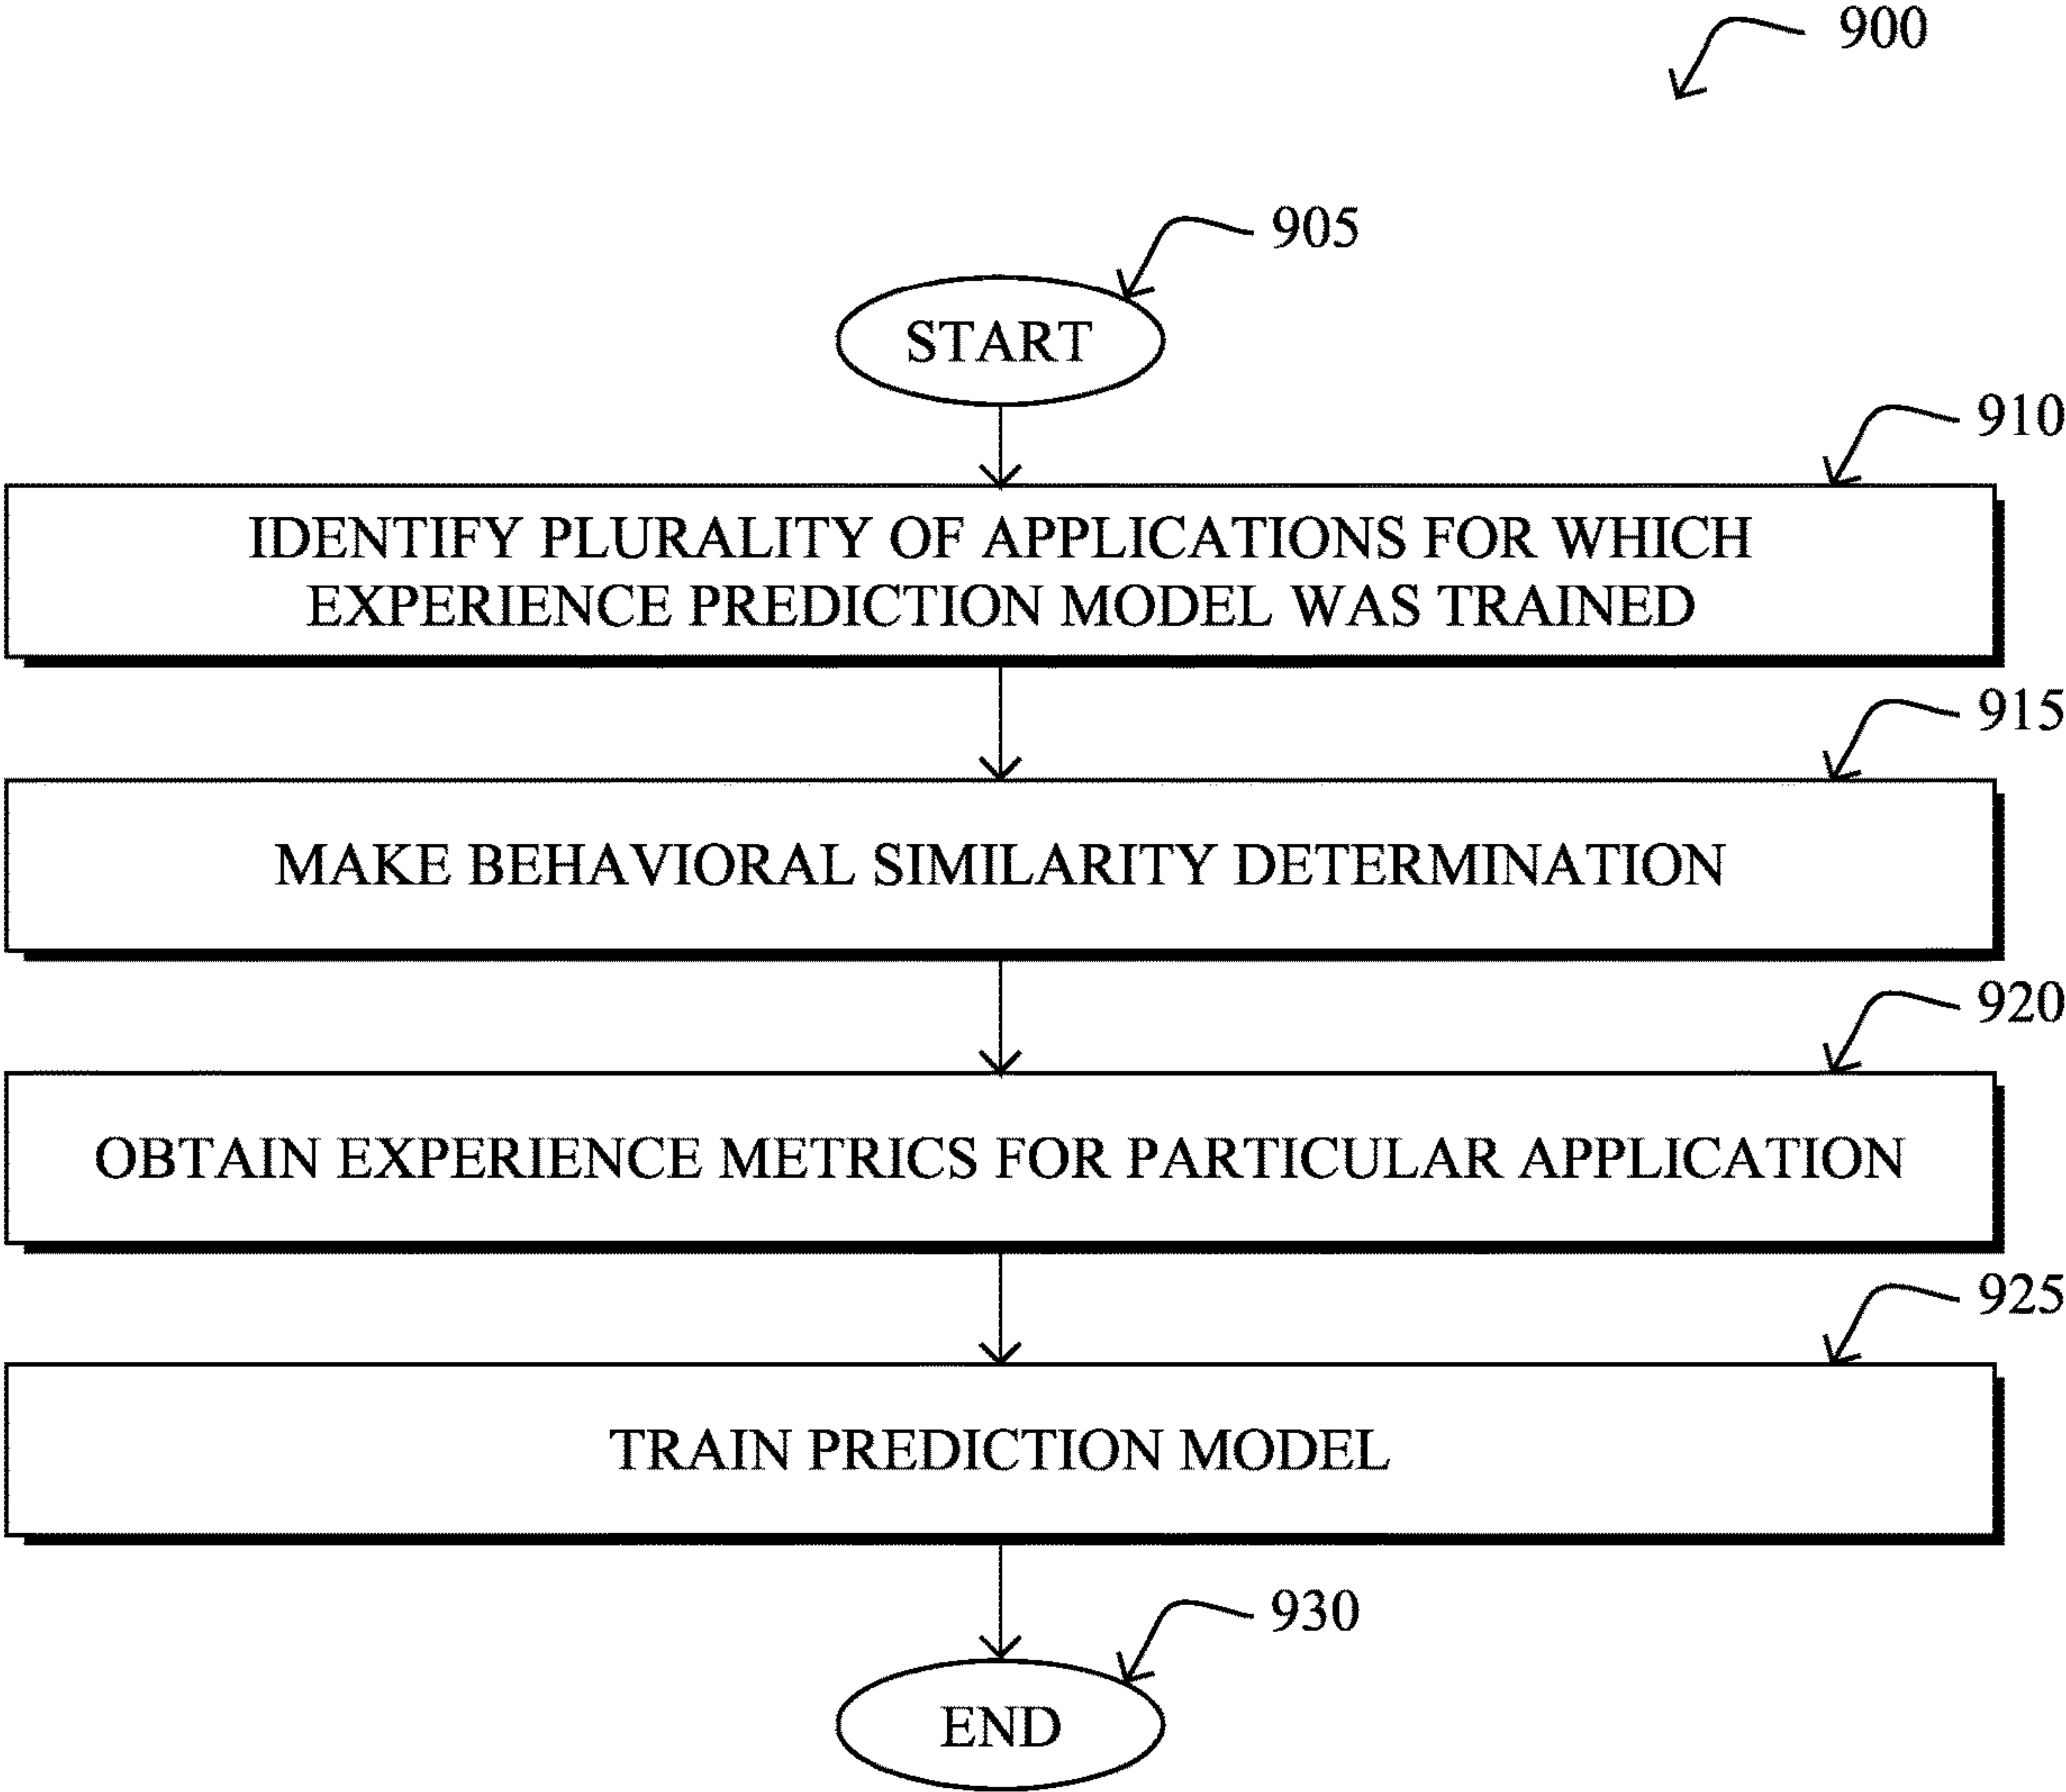 900
905
START
910
IDENTIFY PLURALITY OF APPLICATIONS FOR WHICH
EXPERIENCE PREDICTION MODEL WAS TRAINED
915
MAKE BEHAVIORAL SIMILARITY DETERMINATION
920
OBTAIN EXPERIENCE METRICS FOR PARTICULAR APPLICATION
925
TRAIN PREDICTION MODEL
930
END